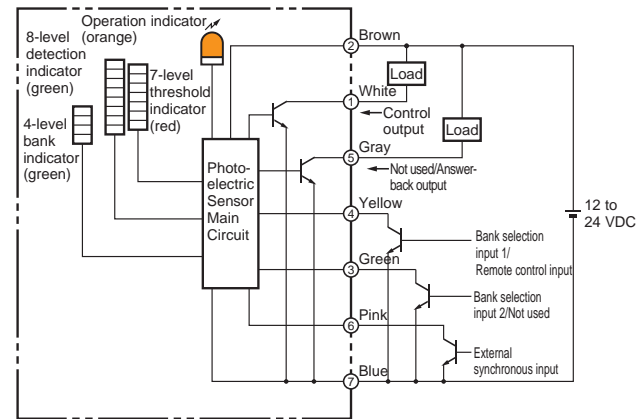 Operation indicator
(orange)
8-level
detection
indicator
(green)
7-level
threshold
indicator
(red)
4-level
bank
indicator
(green)
Photo-
electric
Sensor
Main
Circuit
2 Brown
Load
1 White
Control
output
Load
5 Gray
Not used/Answer-
back output
4 Yellow
12 to
24 VDC
Bank selection
input 1/
Remote control input
3 Green
Bank selection
input 2/Not used
6 Pink
External
synchronous input
7 Blue